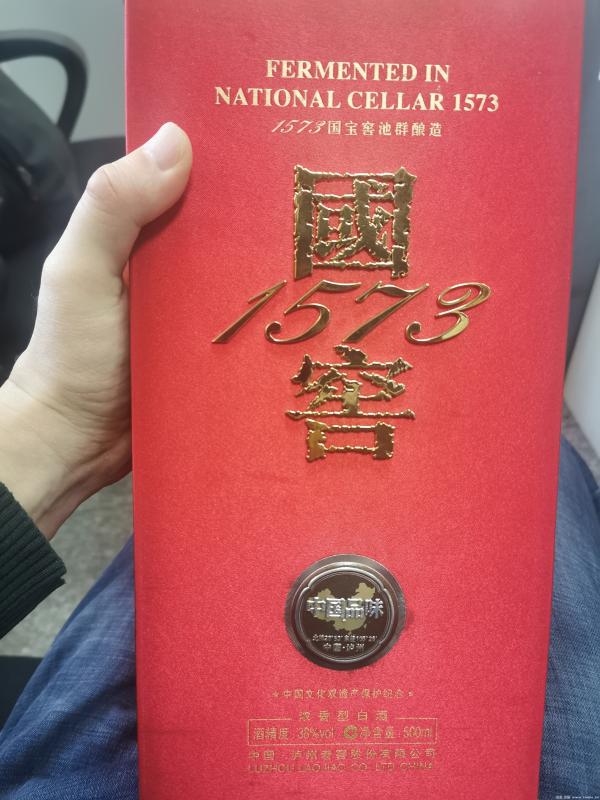 FERMENTED IN
NATIONAL CELLAR 1573
1573国宝窖池群酿造
國
1573
窖
中国品味
中国·泸州
★中国文化双遗产保护纪念★
浓香型白酒
酒精度:38%vol 净含量:500ml
中国·泸州老窖股份有限公司
LUZHOU LAO JIAO CO. LTD CHINA